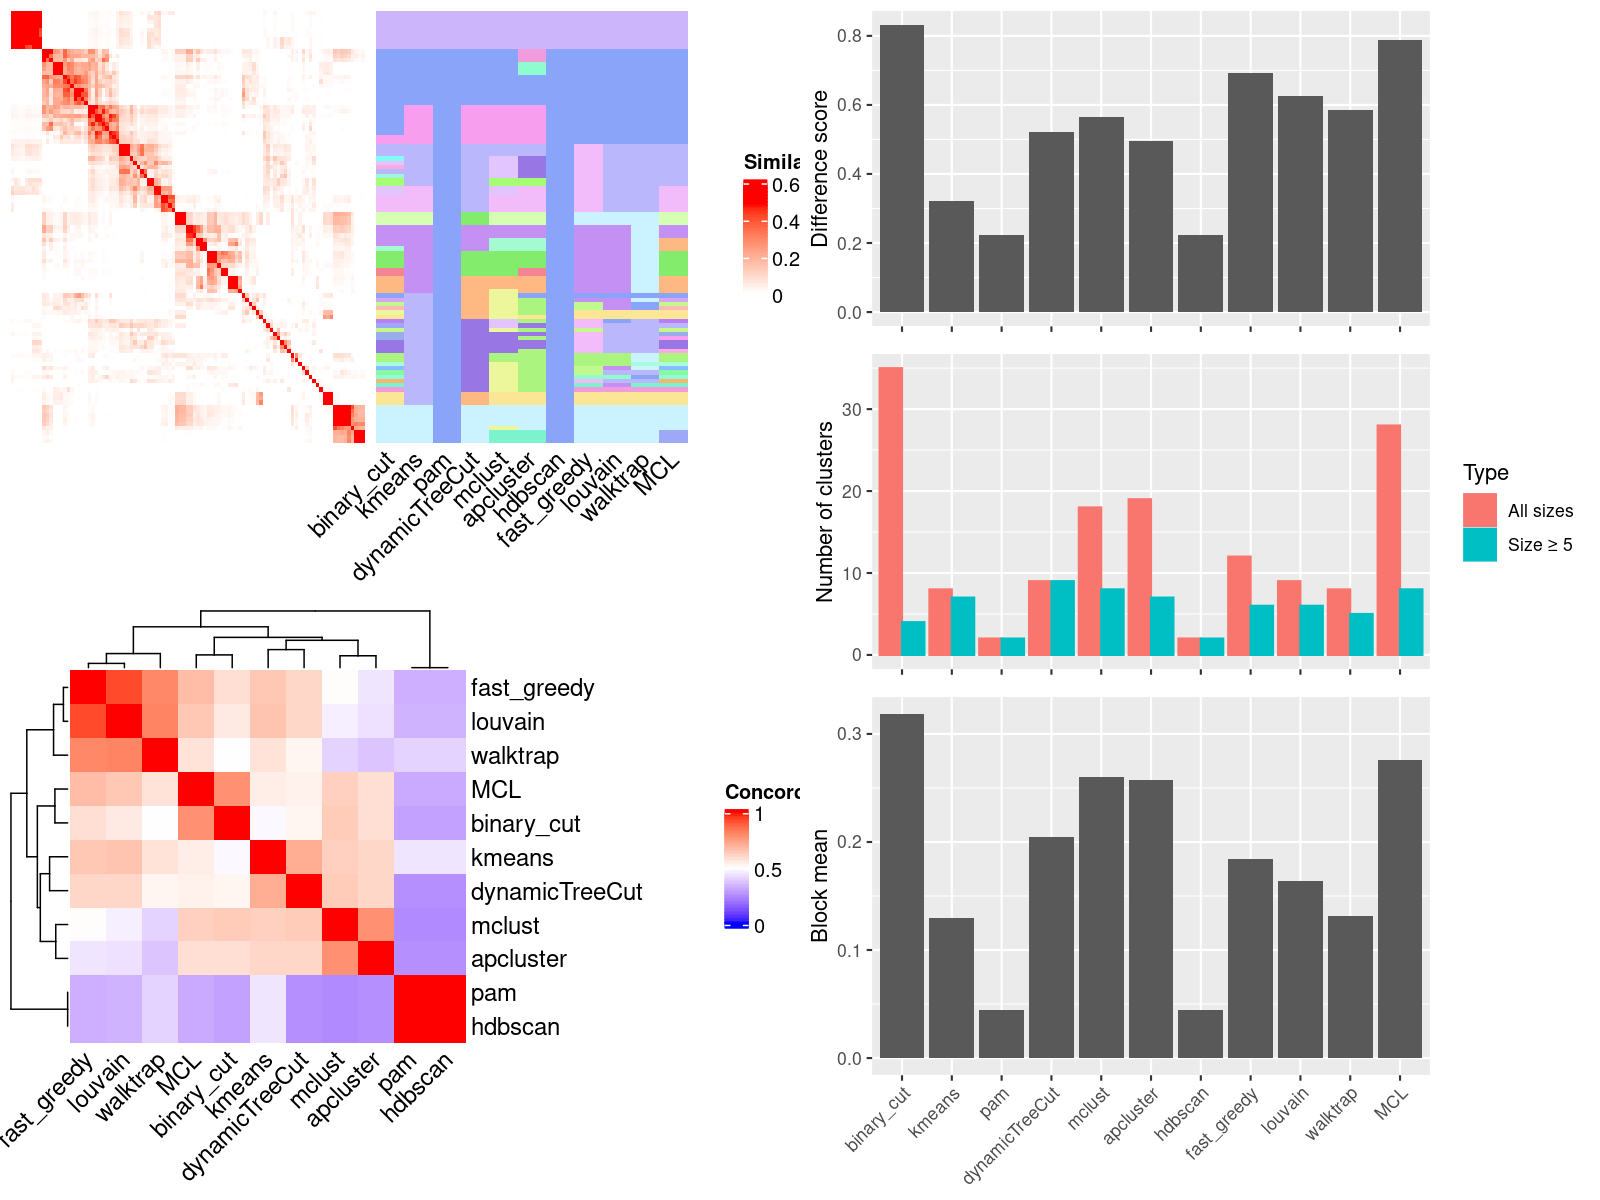 Simila
0.6
0.4
0.2
0
binary_cut
kmeans
pam
dynamicTreeCut
mclust
apcluster
hdbscan
fast_greedy
louvain
walktrap
MCL
fast_greedy
louvain
walktrap
MCL
binary_cut
kmeans
dynamicTreeCut
mclust
apcluster
pam
hdbscan
fast_greedy
louvain
walktrap
MCL
binary_cut
kmeans
dynamicTreeCut
mclust
apcluster
pam
hdbscan
Concord
1
0.5
0
Difference score
0.8
0.6
0.4
0.2
0.0
Number of clusters
30
20
10
0
Type
All sizes
Size ≥ 5
Block mean
0.3
0.2
0.1
0.0
binary_cut
kmeans
pam
dynamicTreeCut
mclust
apcluster
hdbscan
fast_greedy
louvain
walktrap
MCL